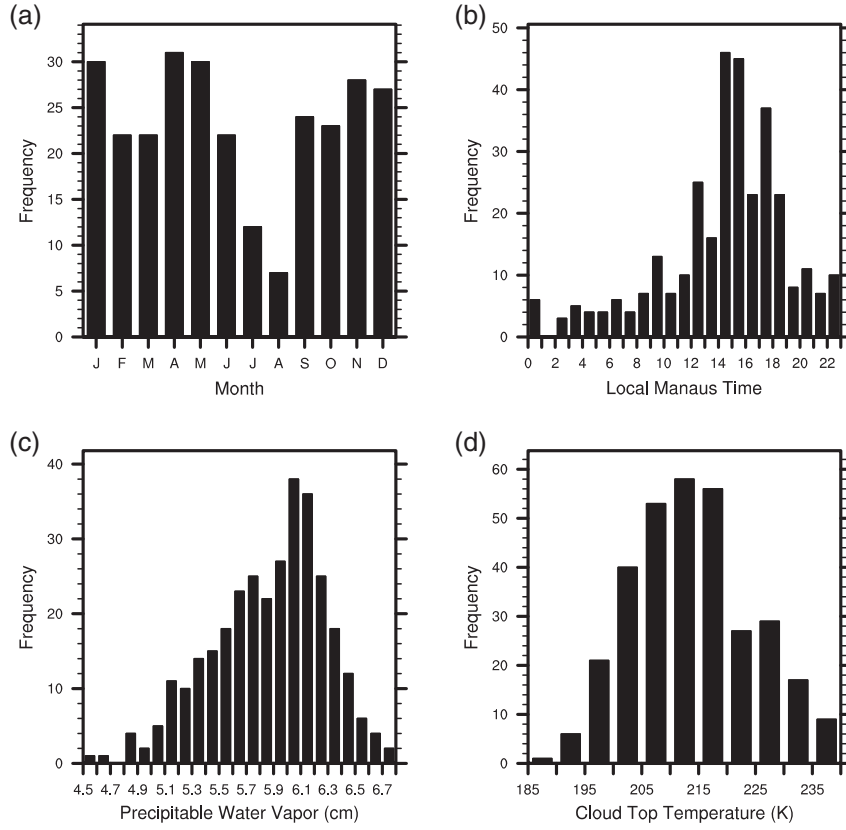 (a)
30
25
20
15
10
5
0
Frequency
J F M A M J J A S O N D
Month
(b)
50
40
30
20
10
0
Frequency
0 2 4 6 8 10 12 14 16 18 20 22
Local Manaus Time
(c)
40
30
20
10
0
Frequency
4.5 4.7 4.9 5.1 5.3 5.5 5.7 5.9 6.1 6.3 6.5 6.7
Precipitable Water Vapor (cm)
(d)
60
50
40
30
20
10
0
Frequency
185 195 205 215 225 235
Cloud Top Temperature (K)